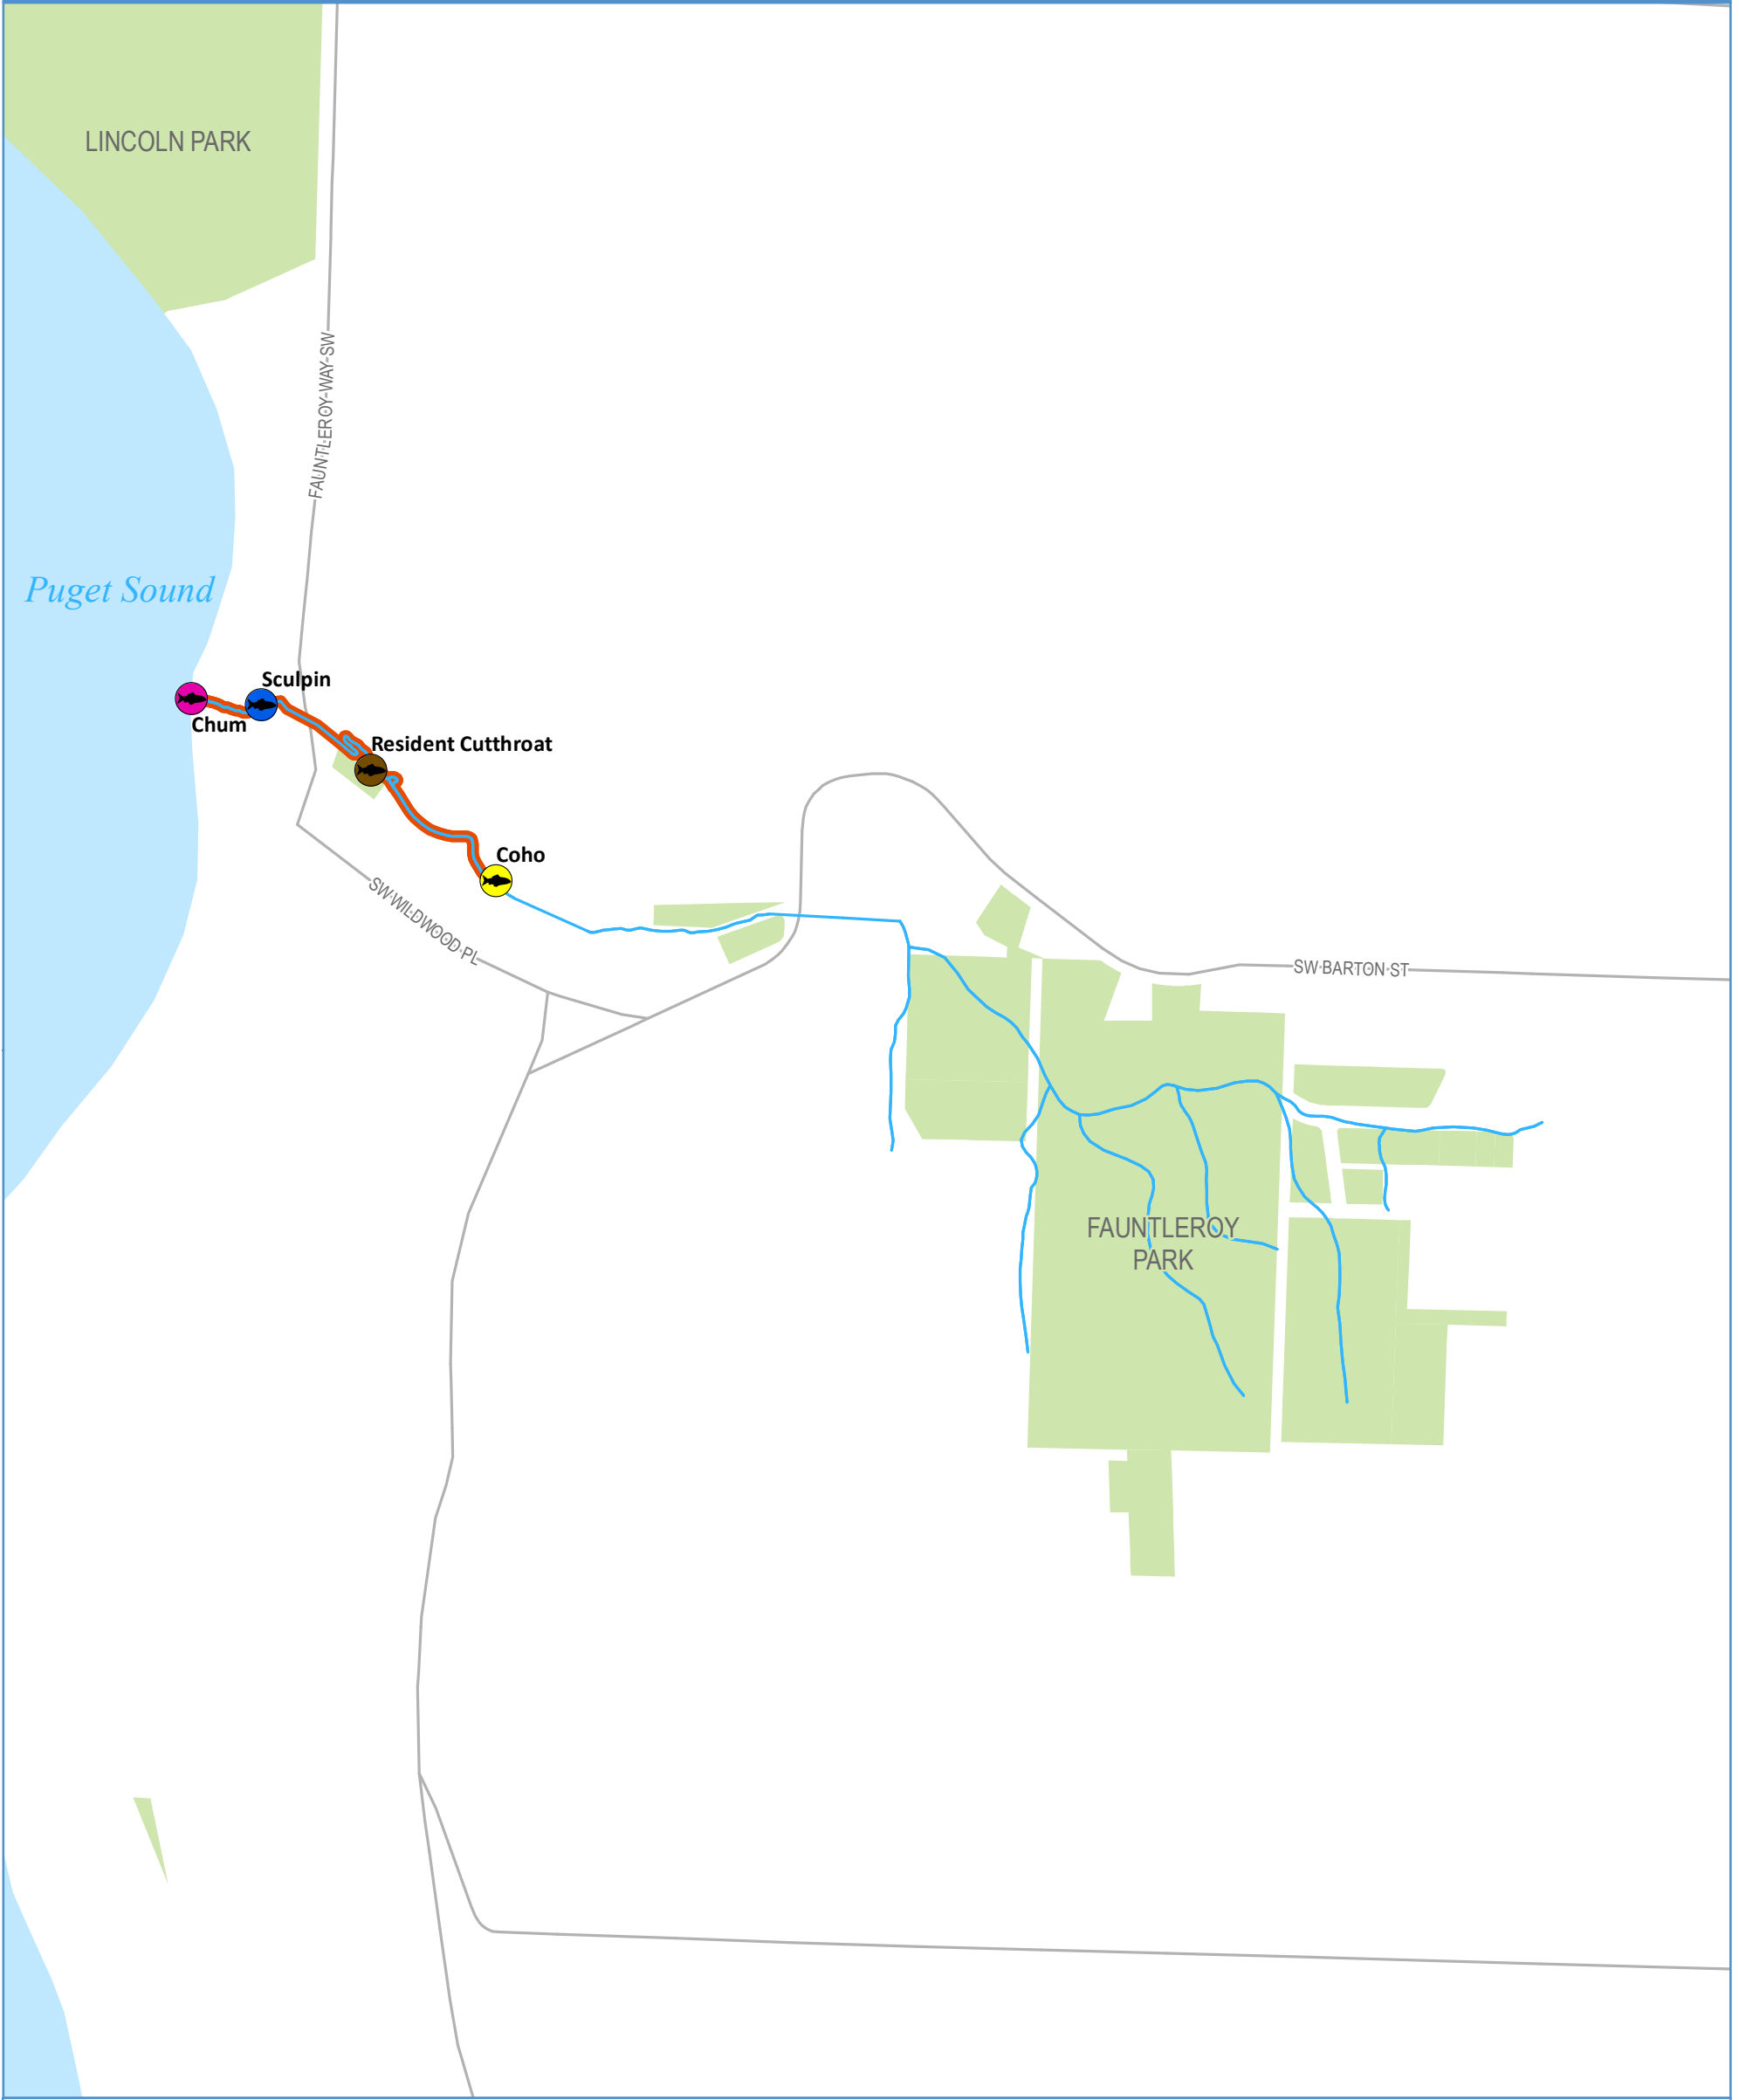 LINCOLN PARK
FAUNTLEROY WAY SW
Puget Sound
Sculpin
Chum
Resident Cutthroat
Coho
SW WILDWOOD PL
SW BARTON ST
FAUNTLEROY
PARK